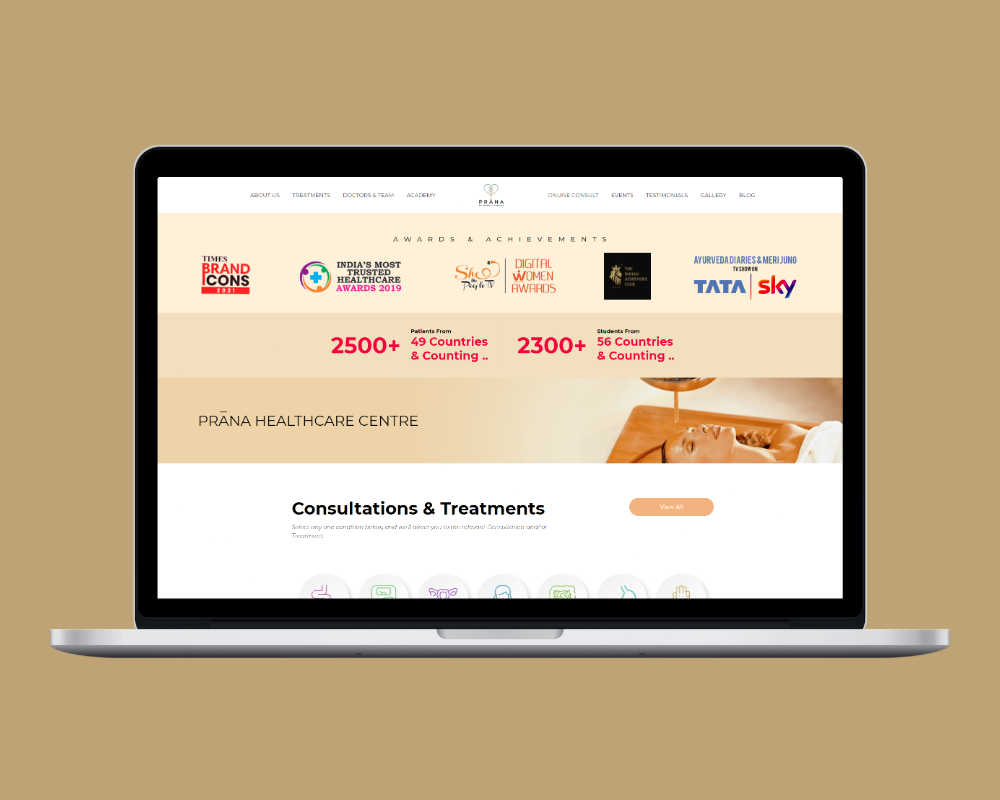 ABOUT US TREATMENTS DOCTORS & TEAM ACADEMY
PRĀNA
ONLINE CONSULT EVENTS TESTIMONIALS GALLERY BLOG
AWARDS & ACHIEVEMENTS
TIMES
BRAND
ICONS
2021
INDIA'S MOST
TRUSTED
HEALTHCARE
AWARDS 2019
She
the
People TV
DIGITAL
WOMEN
AWARDS
THE
INDIAN
ACHIEVERS'
CLUB
AYURVEDA DIARIES & MERI JUNG
TV SHOW ON
TATA sky
2500+
Patients From
49 Countries
& Counting ..
2300+
Students From
56 Countries
& Counting ..
PRĀNA HEALTHCARE CENTRE
Consultations & Treatments
View All
Select any one condition below, and we'll direct you to the relevant Consultation and/or
Treatment.